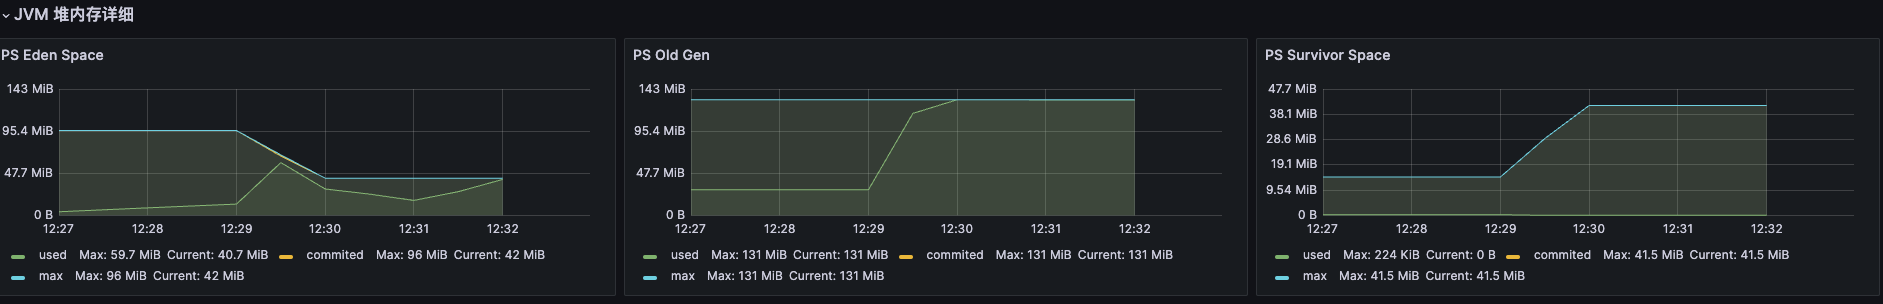 JVM 堆内存详细
PS Eden Space
143 MiB
95.4 MiB
47.7 MiB
0 B
12:27 12:28 12:29 12:30 12:31 12:32
used Max: 59.7 MiB Current: 40.7 MiB commited Max: 96 MiB Current: 42 MiB
max Max: 96 MiB Current: 42 MiB
PS Old Gen
143 MiB
95.4 MiB
47.7 MiB
0 B
12:27 12:28 12:29 12:30 12:31 12:32
used Max: 131 MiB Current: 131 MiB commited Max: 131 MiB Current: 131 MiB
max Max: 131 MiB Current: 131 MiB
PS Survivor Space
47.7 MiB
38.1 MiB
28.6 MiB
19.1 MiB
9.54 MiB
0 B
12:27 12:28 12:29 12:30 12:31 12:32
used Max: 224 KiB Current: 0 B commited Max: 41.5 MiB Current: 41.5 MiB
max Max: 41.5 MiB Current: 41.5 MiB